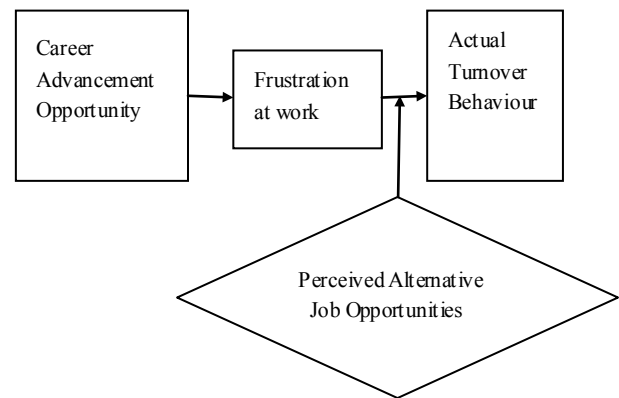 Career
Advancement
Opportunity
Frustration
at work
Actual
Turnover
Behaviour
Perceived Alternative
Job Opportunities